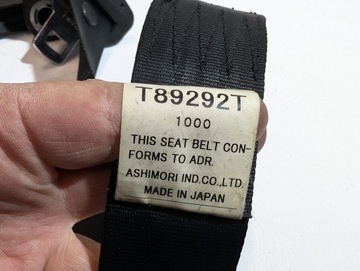 T89292T
1000
THIS SEAT BELT CON-
FORMS TO ADR.
ASHIMORI IND.CO.,LTD.
MADE IN JAPAN